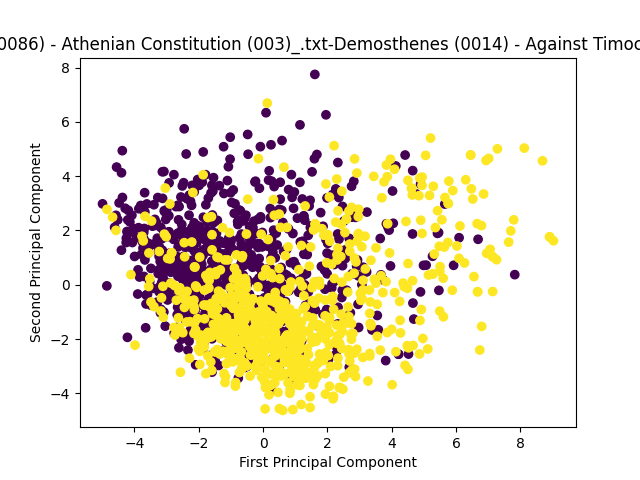 0086) - Athenian Constitution (003)_.txt-Demosthenes (0014) - Against Timoc
8
6
4
2
0
−2
−4
Second Principal Component
−4 −2 0 2 4 6 8
First Principal Component